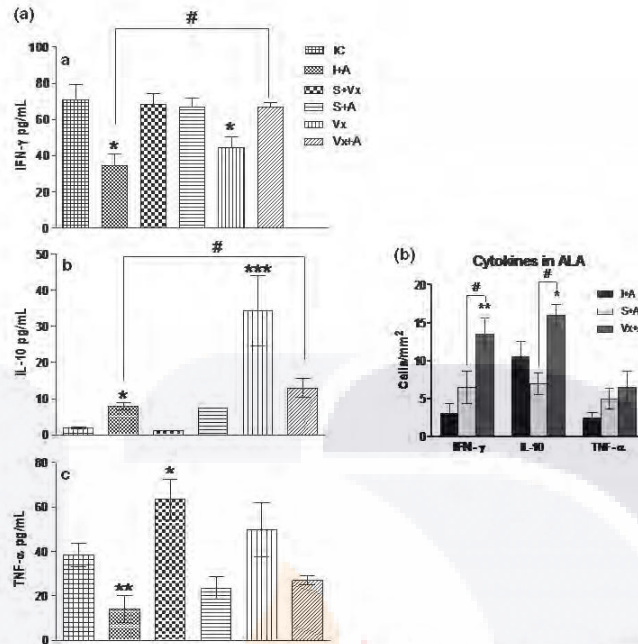 (a)
#
100
80
60
40
20
0
IFN-γ pg/mL
a
*
*
IC
I+A
S+Vx
S+A
Vx
Vx+A
50
40
30
20
10
0
IL-10 pg/mL
b
#
*
***
80
60
40
20
0
TNF-α, pg/mL
c
**
*
(b)
Cytokines in ALA
20
15
10
5
0
Cells/mm²
#
**
#
*
I+A
S+A
IFN-γ
IL-10
TNF-α